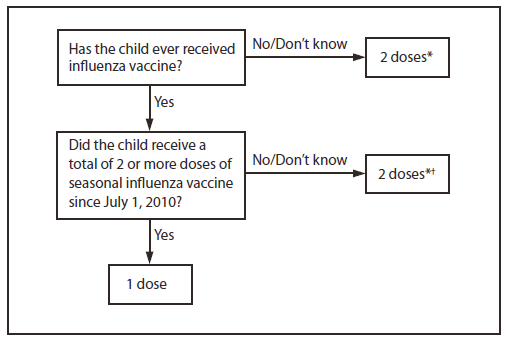 Has the child ever received
influenza vaccine?
No/Don't know
2 doses*
Yes
Did the child receive a
total of 2 or more doses of
seasonal influenza vaccine
since July 1, 2010?
No/Don't know
2 doses*†
Yes
1 dose